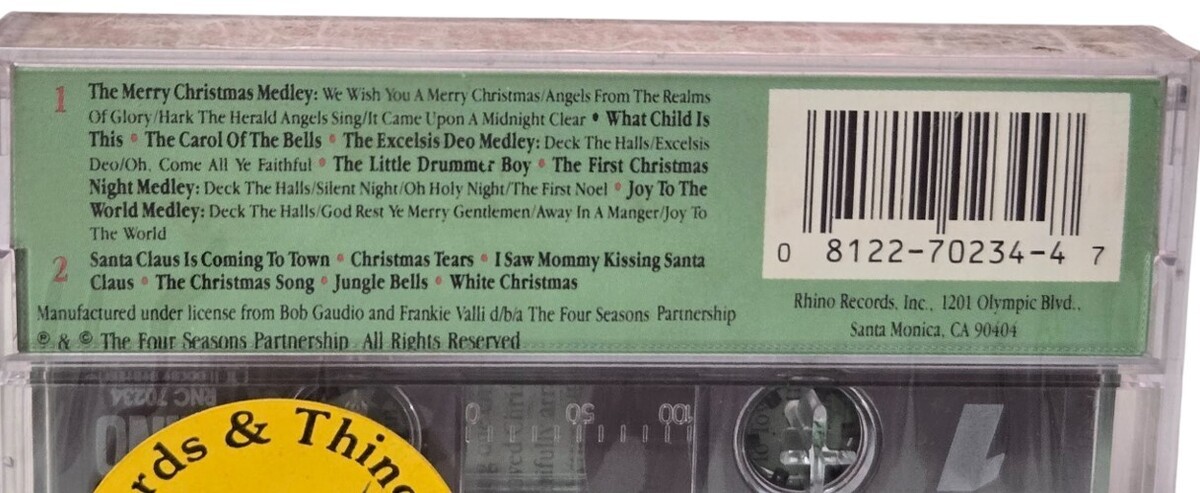 1 The Merry Christmas Medley: We Wish You A Merry Christmas/Angels From The Realms
Of Glory/Hark The Herald Angels Sing/It Came Upon A Midnight Clear • What Child Is
This • The Carol Of The Bells • The Excelsis Deo Medley: Deck The Halls/Excelsis
Deo/Oh, Come All Ye Faithful • The Little Drummer Boy • The First Christmas
Night Medley: Deck The Halls/Silent Night/Oh Holy Night/The First Noel • Joy To The
World Medley: Deck The Halls/God Rest Ye Merry Gentlemen/Away In A Manger/Joy To
The World
2 Santa Claus Is Coming To Town • Christmas Tears • I Saw Mommy Kissing Santa
Claus • The Christmas Song • Jungle Bells • White Christmas
Manufactured under license from Bob Gaudio and Frankie Valli d/b/a The Four Seasons Partnership
℗ & © The Four Seasons Partnership All Rights Reserved
0 8122-70234-4 7
Rhino Records, Inc., 1201 Olympic Blvd.,
Santa Monica, CA 90404
RNC 70234
0 50 100
rds & Thing